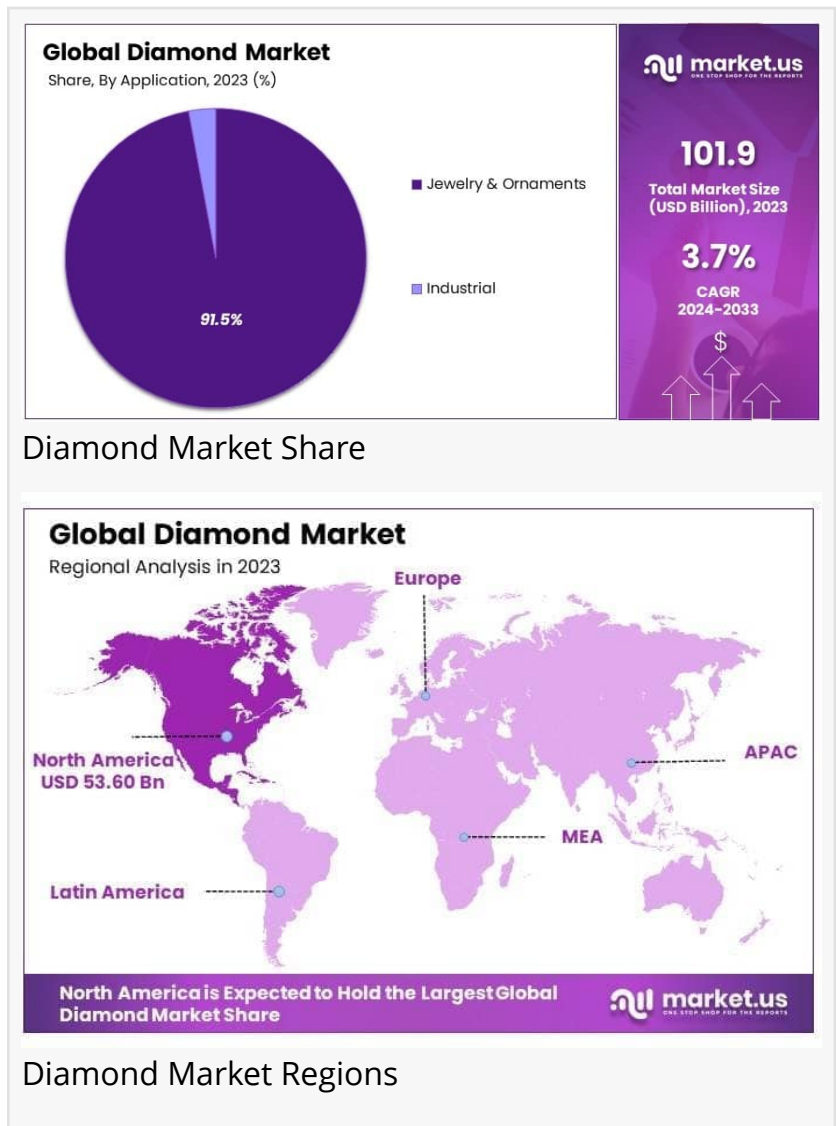 Global Diamond Market
Share, By Application, 2023 (%)
91.5%
Jewelry & Ornaments
Industrial
market.us
ONE STOP SHOP FOR THE REPORTS
101.9
Total Market Size
(USD Billion), 2023
3.7%
CAGR
2024-2033
$
Diamond Market Share
Global Diamond Market
Regional Analysis in 2023
Europe
North America
USD 53.60 Bn
APAC
MEA
Latin America
North America is Expected to Hold the Largest Global
Diamond Market Share
market.us
ONE STOP SHOP FOR THE REPORTS
Diamond Market Regions